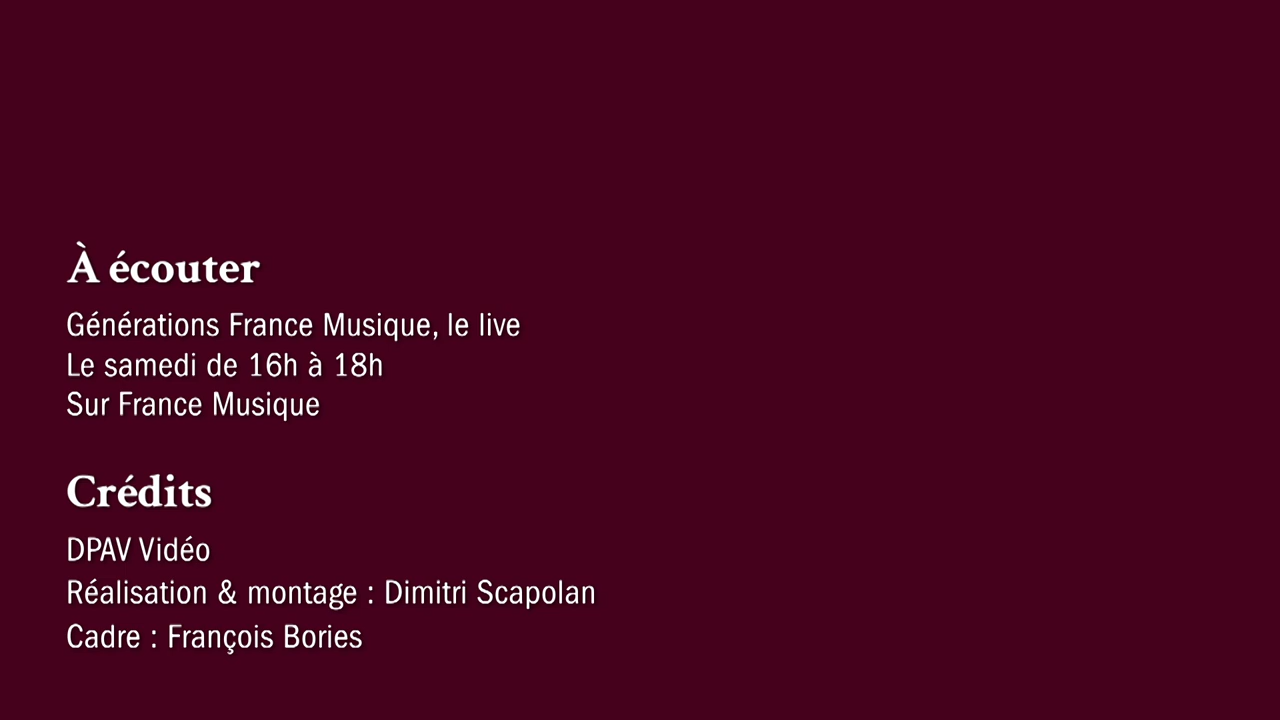 À écouter
Générations France Musique, le live
Le samedi de 16h à 18h
Sur France Musique
Crédits
DPAV Vidéo
Réalisation & montage : Dimitri Scapolan
Cadre : François Bories